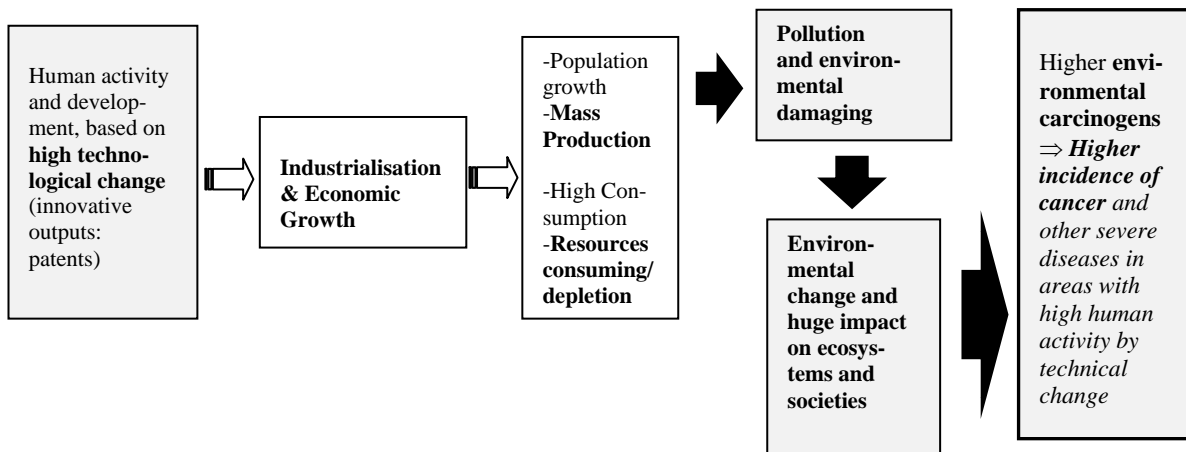 Human activity
and develop-
ment, based on
high techno-
logical change
(innovative
outputs:
patents)
Industrialisation
& Economic
Growth
-Population
growth
-Mass
Production
-High Con-
sumption
-Resources
consuming/
depletion
Pollution
and environ-
mental
damaging
Environ-
mental
change and
huge impact
on ecosys-
tems and
societies
Higher envi-
ronmental
carcinogens
⇒ Higher
incidence of
cancer and
other severe
diseases in
areas with
high human
activity by
technical
change